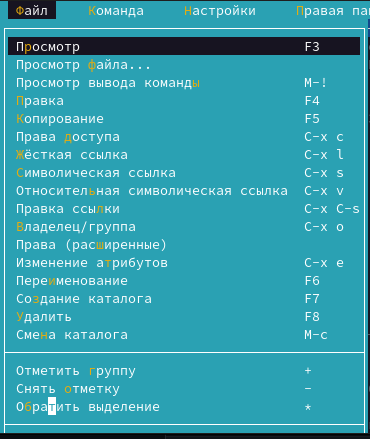 Файл Команда Настройки Правая па
Просмотр F3
Просмотр файла...
Просмотр вывода команды M-!
Правка F4
Копирование F5
Права доступа C-x c
Жёсткая ссылка C-x l
Символическая ссылка C-x s
Относительная символическая ссылка C-x v
Правка ссылки C-x C-s
Владелец/группа C-x o
Права (расширенные)
Изменение атрибутов C-x e
Переименование F6
Создание каталога F7
Удалить F8
Смена каталога M-c
Отметить группу +
Снять отметку -
Обратить выделение *